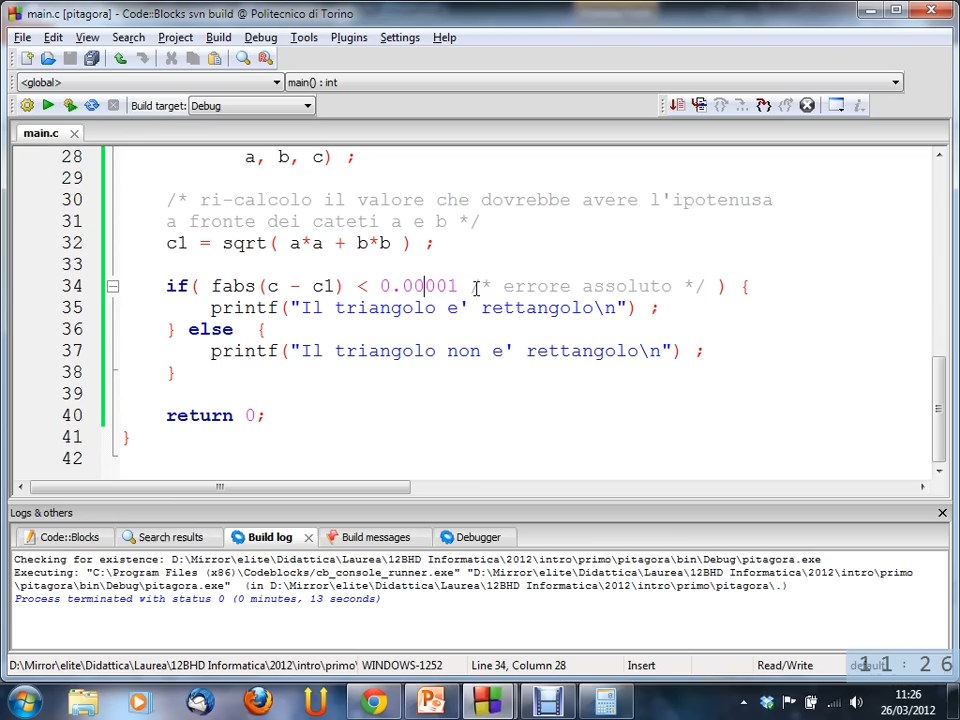 main.c [pitagora] - Code::Blocks svn build @ Politecnico di Torino
File Edit View Search Project Build Debug Tools Plugins Settings Help
<global> main() : int
Build target: Debug
main.c
28 a, b, c) ;
29
30 /* ri-calcolo il valore che dovrebbe avere l'ipotenusa
31 a fronte dei cateti a e b */
32 c1 = sqrt( a*a + b*b ) ;
33
34 if( fabs(c - c1) < 0.00001 /* errore assoluto */ ) {
35 printf("Il triangolo e' rettangolo\n") ;
36 } else {
37 printf("Il triangolo non e' rettangolo\n") ;
38 }
39
40 return 0;
41 }
42
Logs & others
Code::Blocks Search results Build log Build messages Debugger
Checking for existence: D:\Mirror\elite\Didattica\Laurea\12BHD Informatica\2012\intro\primo\pitagora\bin\Debug\pitagora.exe
Executing: "C:\Program Files (x86)\Codeblocks/cb_console_runner.exe" "D:\Mirror\elite\Didattica\Laurea\12BHD Informatica\2012\intro\primo
\pitagora\bin\Debug\pitagora.exe" (in D:\Mirror\elite\Didattica\Laurea\12BHD Informatica\2012\intro\primo\pitagora\.)
Process terminated with status 0 (0 minutes, 13 seconds)
D:\Mirror\elite\Didattica\Laurea\12BHD Informatica\2012\intro\primo\ WINDOWS-1252 Line 34, Column 28 Insert Read/Write default
11:26
11:26
26/03/2012